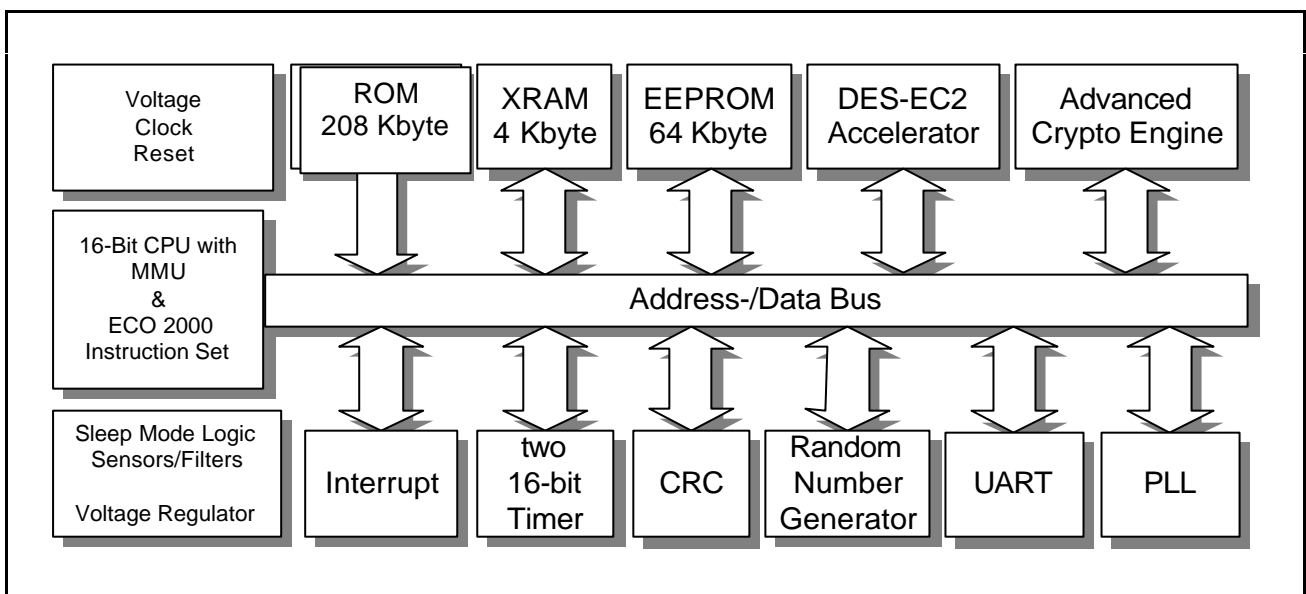 Voltage
Clock
Reset
ROM
208 Kbyte
XRAM
4 Kbyte
EEPROM
64 Kbyte
DES-EC2
Accelerator
Advanced
Crypto Engine
16-Bit CPU with
MMU
&
ECO 2000
Instruction Set
Address-/Data Bus
Sleep Mode Logic
Sensors/Filters
Voltage Regulator
Interrupt
two
16-bit
Timer
CRC
Random
Number
Generator
UART
PLL